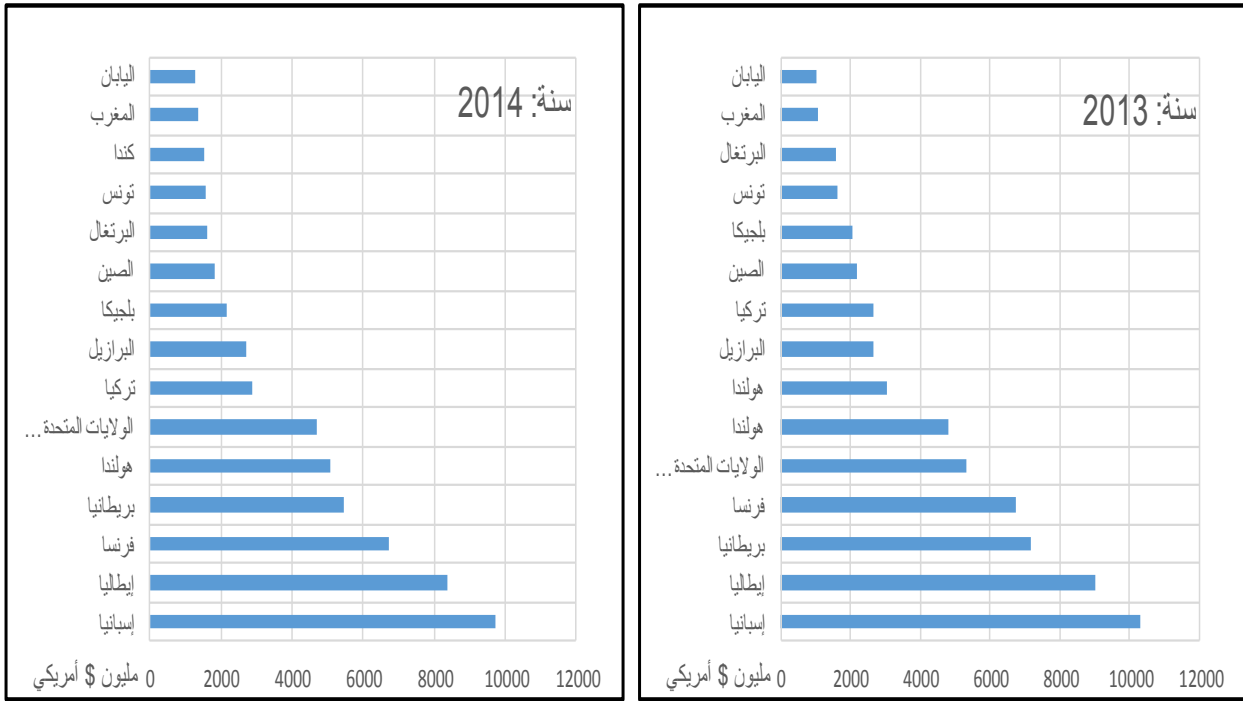 سنة: 2013
اليابان
المغرب
البرتغال
تونس
بلجيكا
الصين
تركيا
البرازيل
هولندا
هولندا
الولايات المتحدة...
فرنسا
بريطانيا
إيطاليا
إسبانيا
مليون $ أمريكي 0 2000 4000 6000 8000 10000 12000
سنة: 2014
اليابان
المغرب
كندا
تونس
البرتغال
الصين
بلجيكا
البرازيل
تركيا
الولايات المتحدة...
هولندا
بريطانيا
فرنسا
إيطاليا
إسبانيا
مليون $ أمريكي 0 2000 4000 6000 8000 10000 12000